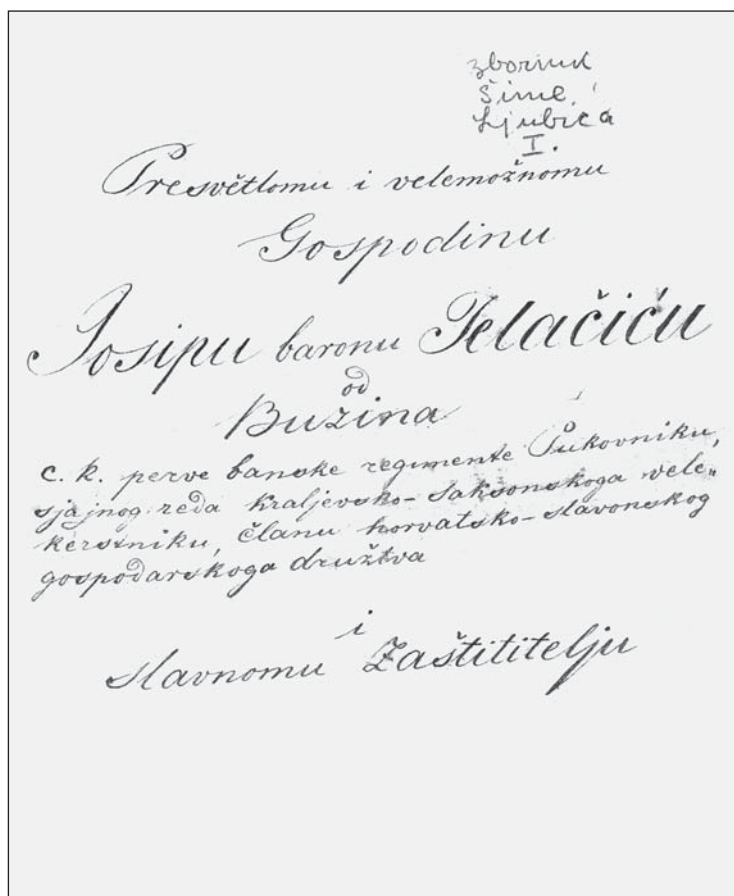 zbornik
Šime
Ljubića
I.
Presvětlomu i velemožnomu
Gospodinu
Josipu baronu Jelačiću
od
Buzina
c. k. perve banske regimente Pukovniku,
sjajnog reda kraljevsko-saksonskoga vele„
kerstniku, članu horvatsko-slavonskog
gospodarskoga družtva
i
slavnomu Zaštititelju